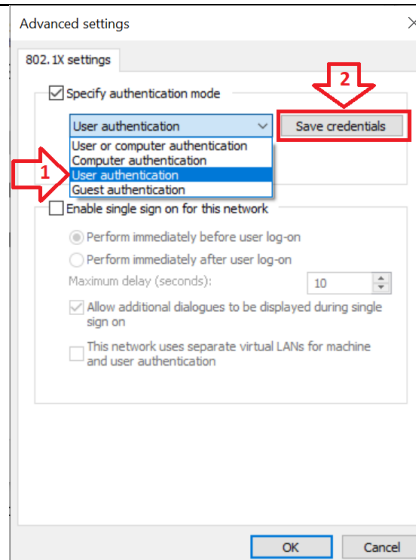 Advanced settings
802.1X settings
2
Specify authentication mode
User authentication
Save credentials
User or computer authentication
Computer authentication
1
User authentication
Guest authentication
Enable single sign on for this network
Perform immediately before user log-on
Perform immediately after user log-on
Maximum delay (seconds):
10
Allow additional dialogues to be displayed during single
sign on
This network uses separate virtual LANs for machine
and user authentication
OK
Cancel